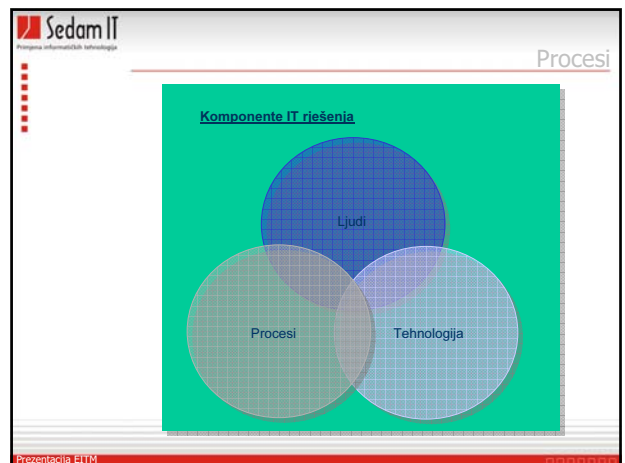 Sedam IT
Primjena informatičkih tehnologija
Procesi
Komponente IT rješenja
Ljudi
Procesi
Tehnologija
Prezentacija EITM